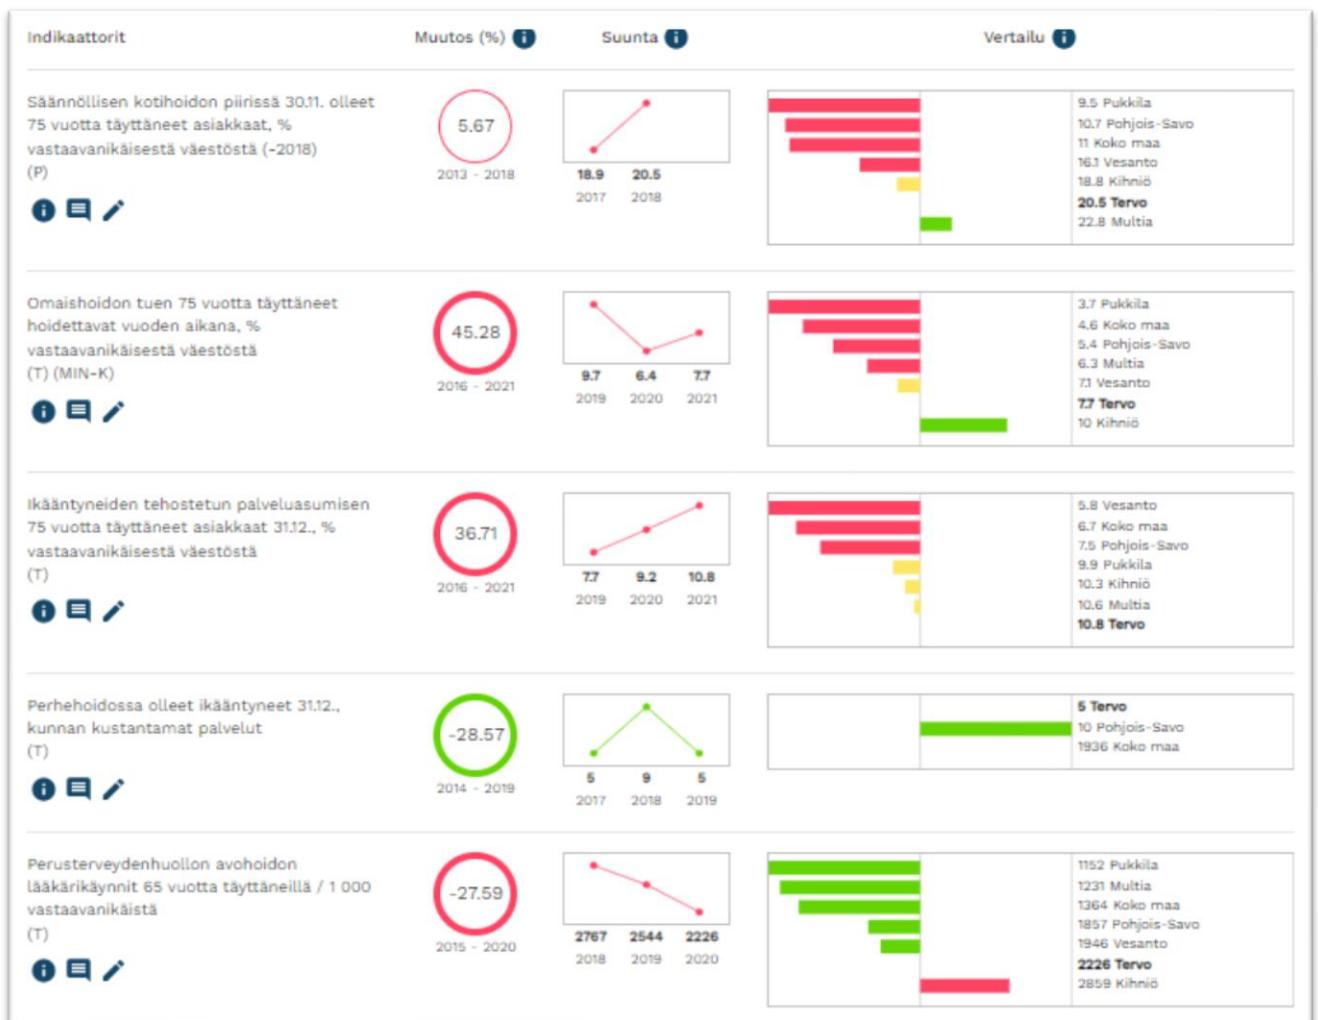 Indikaattorit Muutos (%) i Suunta i Vertailu i
Säännöllisen kotihoidon piirissä 30.11. olleet
75 vuotta täyttäneet asiakkaat, %
vastaavanikäisestä väestöstä (-2018)
(P)
5.67
2013 - 2018
18.9 20.5
2017 2018
9.5 Pukkila
10.7 Pohjois-Savo
11 Koko maa
16.1 Vesanto
18.8 Kihniö
20.5 Tervo
22.8 Multia
Omaishoidon tuen 75 vuotta täyttäneet
hoidettavat vuoden aikana, %
vastaavanikäisestä väestöstä
(T) (MIN-K)
45.28
2016 - 2021
9.7 6.4 7.7
2019 2020 2021
3.7 Pukkila
4.6 Koko maa
5.4 Pohjois-Savo
6.3 Multia
7.1 Vesanto
7.7 Tervo
10 Kihniö
Ikääntyneiden tehostetun palveluasumisen
75 vuotta täyttäneet asiakkaat 31.12., %
vastaavanikäisestä väestöstä
(T)
36.71
2016 - 2021
7.7 9.2 10.8
2019 2020 2021
5.8 Vesanto
6.7 Koko maa
7.5 Pohjois-Savo
9.9 Pukkila
10.3 Kihniö
10.6 Multia
10.8 Tervo
Perhehoidossa olleet ikääntyneet 31.12.,
kunnan kustantamat palvelut
(T)
-28.57
2014 - 2019
5 9 5
2017 2018 2019
5 Tervo
10 Pohjois-Savo
1936 Koko maa
Perusterveydenhuollon avohoidon
lääkärikäynnit 65 vuotta täyttäneillä / 1 000
vastaavanikäistä
(T)
-27.59
2015 - 2020
2767 2544 2226
2018 2019 2020
1152 Pukkila
1231 Multia
1364 Koko maa
1857 Pohjois-Savo
1946 Vesanto
2226 Tervo
2859 Kihniö